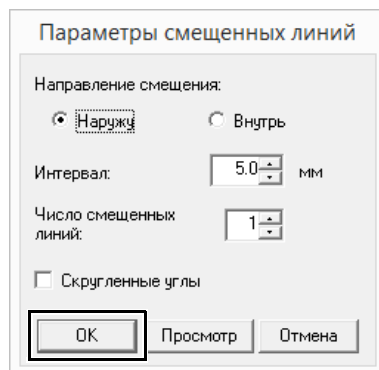 Параметры смещенных линий
Направление смещения:
Наружу Внутрь
Интервал: 5.0 мм
Число смещенных
линий: 1
Скругленные углы
OK Просмотр Отмена